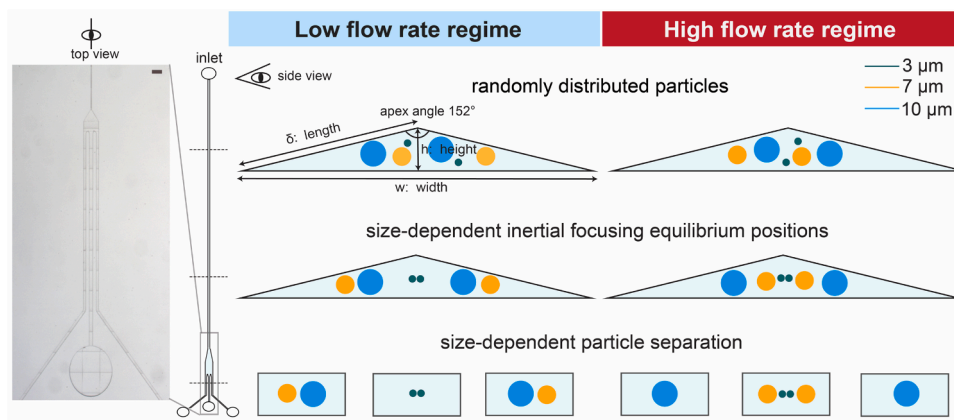 top view
inlet
side view
Low flow rate regime
High flow rate regime
3 µm
7 µm
10 µm
randomly distributed particles
δ: length
apex angle 152°
h: height
w: width
size-dependent inertial focusing equilibrium positions
size-dependent particle separation